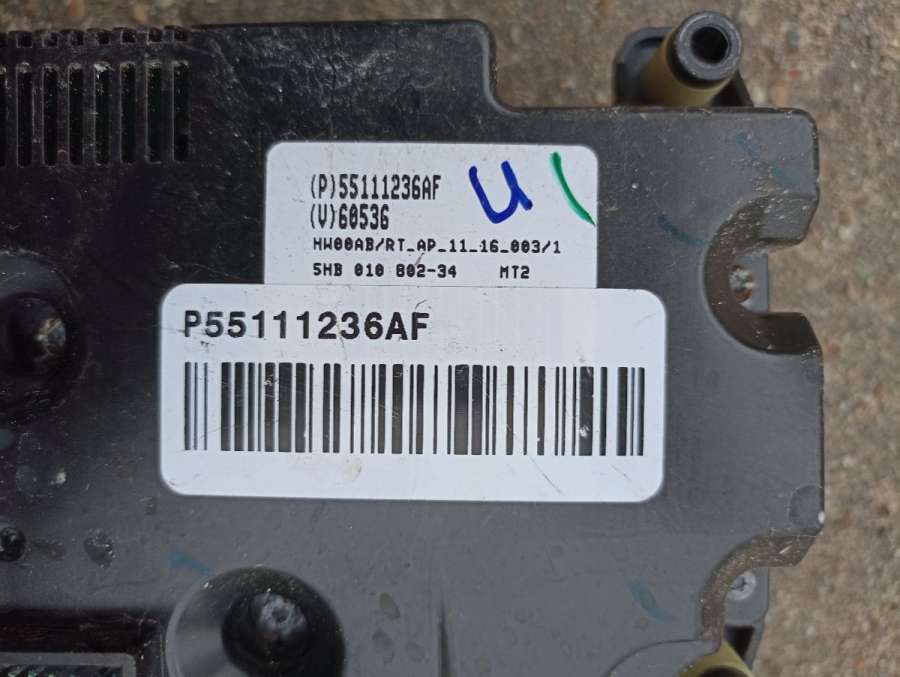 (P)55111236AF
(V)60536
HW00AB/RT_AP_11_16_003/1
5HB 010 802-34 MT2
P55111236AF